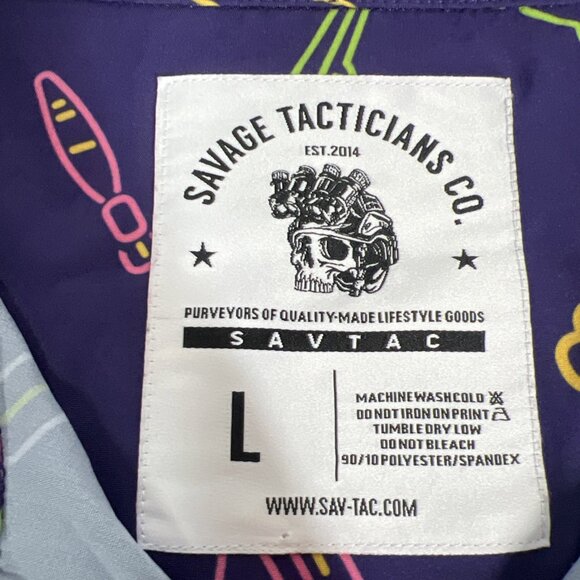 SAVAGE TACTICIANS CO.
EST.2014
PURVEYORS OF QUALITY-MADE LIFESTYLE GOODS
SAVTAC
L
MACHINE WASH COLD
DO NOT IRON ON PRINT
TUMBLE DRY LOW
DO NOT BLEACH
90/10 POLYESTER/SPANDEX
WWW.SAV-TAC.COM